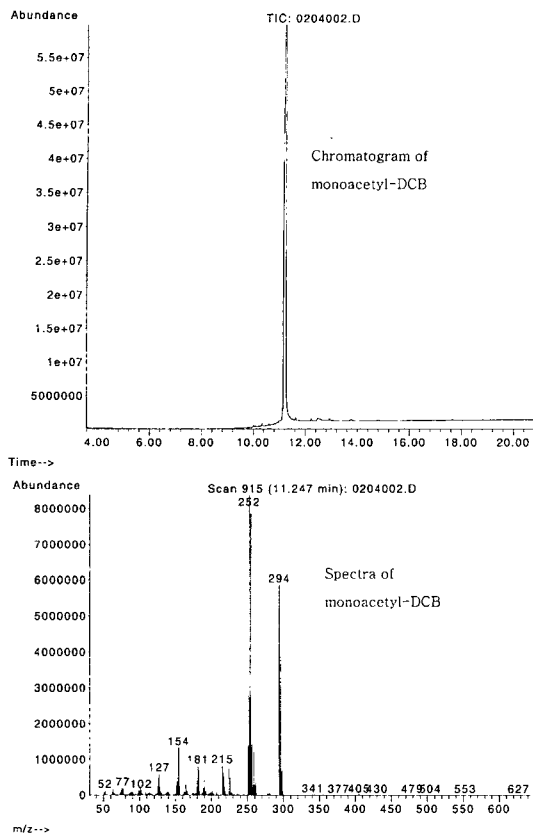 Abundance
TIC: 0204002.D
5.5e+07
5e+07
4.5e+07
4e+07
3.5e+07
3e+07
2.5e+07
2e+07
1.5e+07
1e+07
5000000
Chromatogram of
monoacetyl-DCB
4.00 6.00 8.00 10.00 12.00 14.00 16.00 18.00 20.00
Time-->
Abundance
Scan 915 (11.247 min): 0204002.D
8000000
7000000
6000000
5000000
4000000
3000000
2000000
1000000
0
252
294
Spectra of
monoacetyl-DCB
154
127
181 215
52 77 102
341 377 405 430 479 504 553 627
50 100 150 200 250 300 350 400 450 500 550 600
m/z-->